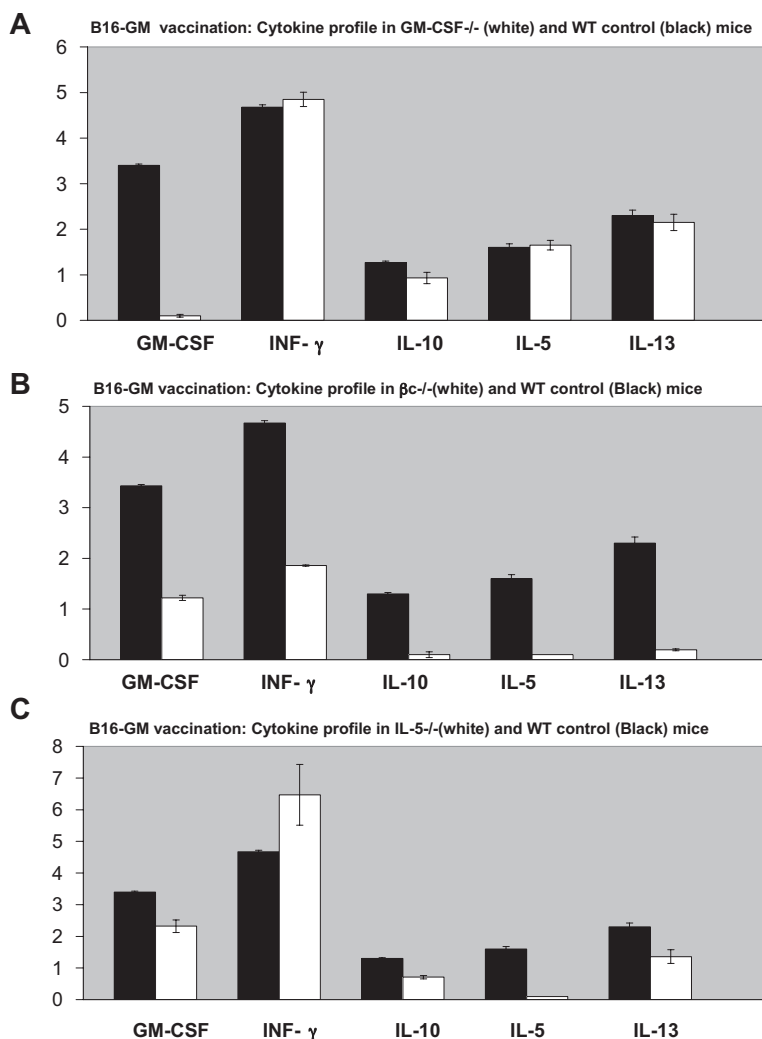 A
B16-GM vaccination: Cytokine profile in GM-CSF-/- (white) and WT control (black) mice
6
5
4
3
2
1
0
GM-CSF INF- γ IL-10 IL-5 IL-13
B
B16-GM vaccination: Cytokine profile in βc-/-(white) and WT control (Black) mice
5
4
3
2
1
0
GM-CSF INF- γ IL-10 IL-5 IL-13
C
B16-GM vaccination: Cytokine profile in IL-5-/-(white) and WT control (Black) mice
8
7
6
5
4
3
2
1
0
GM-CSF INF- γ IL-10 IL-5 IL-13